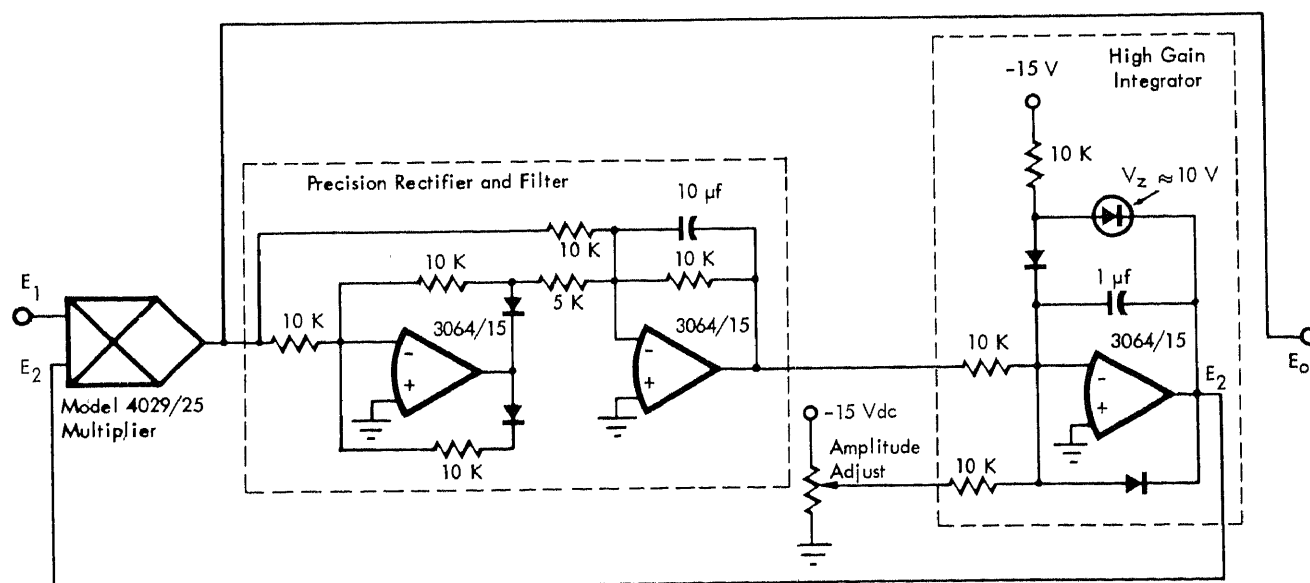 High Gain
Integrator
-15 V
10 K
Vz ≈ 10 V
Precision Rectifier and Filter
10 µf
10 K
10 K
10 K
5 K
1 µf
E1
10 K
3064/15
3064/15
10 K
3064/15
E2
-
+
-
+
-
+
E2
Eo
Model 4029/25
Multiplier
10 K
-15 Vdc
Amplitude
Adjust
10 K